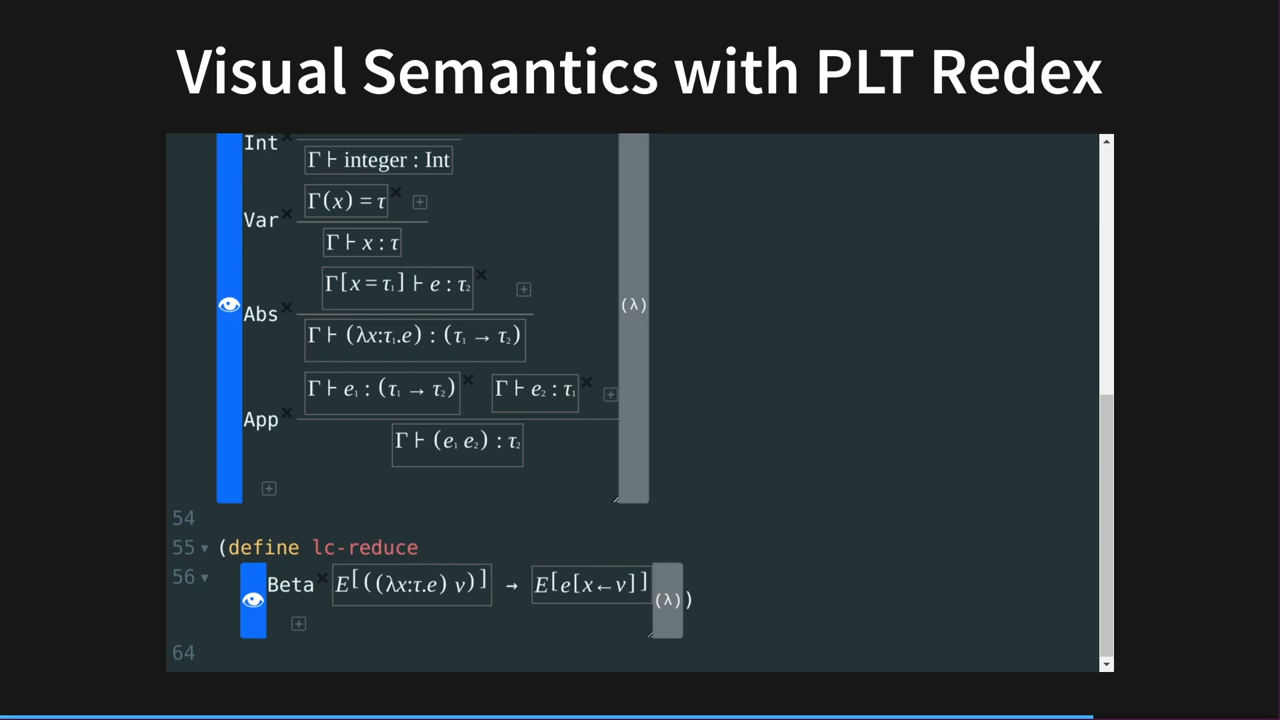 Visual Semantics with PLT Redex
Int
Γ ⊢ integer : Int
Γ(x) = τ
Var
Γ ⊢ x : τ
Γ[x = τ₁] ⊢ e : τ₂
Abs
Γ ⊢ (λx:τ₁.e) : (τ₁ → τ₂)
(λ)
Γ ⊢ e₁ : (τ₁ → τ₂) Γ ⊢ e₂ : τ₁
App
Γ ⊢ (e₁ e₂) : τ₂
54
55 (define lc-reduce
56 Beta E[((λx:τ.e) v)] → E[e[x←v]] (λ))
64